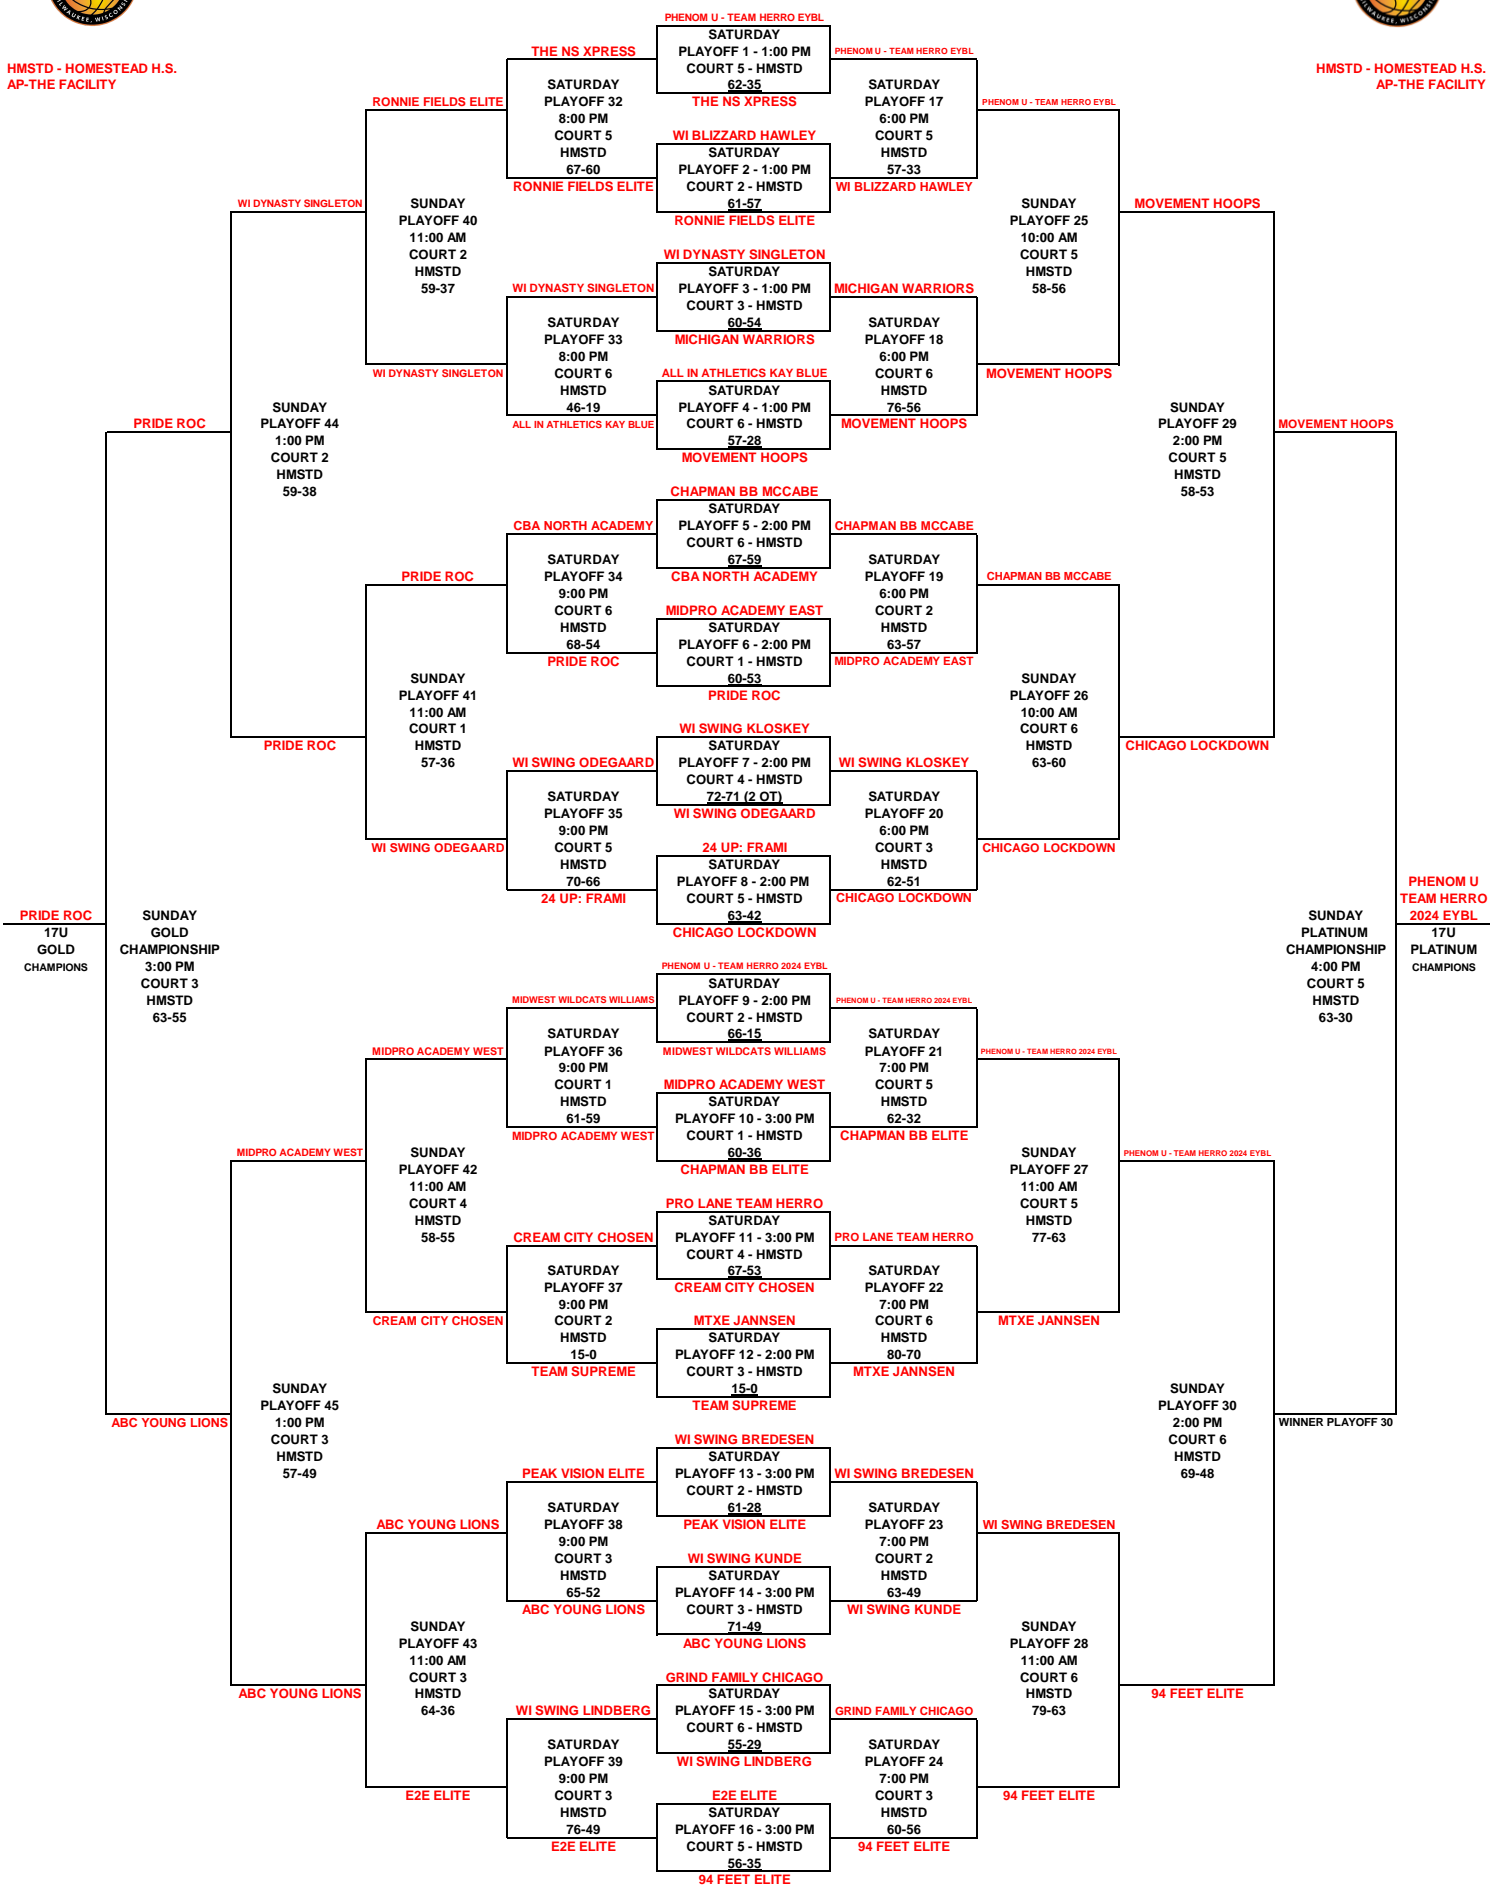 MILWAUKEE, WISCONSIN
MILWAUKEE, WISCONSIN
HMSTD - HOMESTEAD H.S.
AP-THE FACILITY
HMSTD - HOMESTEAD H.S.
AP-THE FACILITY
PRIDE ROC
17U
GOLD
CHAMPIONS
SUNDAY
GOLD
CHAMPIONSHIP
3:00 PM
COURT 3
HMSTD
63-55
PRIDE ROC
ABC YOUNG LIONS
WI DYNASTY SINGLETON
SUNDAY
PLAYOFF 44
1:00 PM
COURT 2
HMSTD
59-38
PRIDE ROC
MIDPRO ACADEMY WEST
SUNDAY
PLAYOFF 45
1:00 PM
COURT 3
HMSTD
57-49
ABC YOUNG LIONS
RONNIE FIELDS ELITE
SUNDAY
PLAYOFF 40
11:00 AM
COURT 2
HMSTD
59-37
WI DYNASTY SINGLETON
PRIDE ROC
SUNDAY
PLAYOFF 41
11:00 AM
COURT 1
HMSTD
57-36
WI SWING ODEGAARD
MIDPRO ACADEMY WEST
SUNDAY
PLAYOFF 42
11:00 AM
COURT 4
HMSTD
58-55
CREAM CITY CHOSEN
ABC YOUNG LIONS
SUNDAY
PLAYOFF 43
11:00 AM
COURT 3
HMSTD
64-36
E2E ELITE
THE NS XPRESS
SATURDAY
PLAYOFF 32
8:00 PM
COURT 5
HMSTD
67-60
RONNIE FIELDS ELITE
WI DYNASTY SINGLETON
SATURDAY
PLAYOFF 33
8:00 PM
COURT 6
HMSTD
46-19
ALL IN ATHLETICS KAY BLUE
CBA NORTH ACADEMY
SATURDAY
PLAYOFF 34
9:00 PM
COURT 6
HMSTD
68-54
PRIDE ROC
WI SWING ODEGAARD
SATURDAY
PLAYOFF 35
9:00 PM
COURT 5
HMSTD
70-66
24 UP: FRAMI
MIDWEST WILDCATS WILLIAMS
SATURDAY
PLAYOFF 36
9:00 PM
COURT 1
HMSTD
61-59
MIDPRO ACADEMY WEST
CREAM CITY CHOSEN
SATURDAY
PLAYOFF 37
9:00 PM
COURT 2
HMSTD
15-0
TEAM SUPREME
PEAK VISION ELITE
SATURDAY
PLAYOFF 38
9:00 PM
COURT 3
HMSTD
65-52
ABC YOUNG LIONS
WI SWING LINDBERG
SATURDAY
PLAYOFF 39
9:00 PM
COURT 3
HMSTD
76-49
E2E ELITE
PHENOM U - TEAM HERRO EYBL
SATURDAY
PLAYOFF 1 - 1:00 PM
COURT 5 - HMSTD
62-35
THE NS XPRESS
WI BLIZZARD HAWLEY
SATURDAY
PLAYOFF 2 - 1:00 PM
COURT 2 - HMSTD
61-57
RONNIE FIELDS ELITE
WI DYNASTY SINGLETON
SATURDAY
PLAYOFF 3 - 1:00 PM
COURT 3 - HMSTD
60-54
MICHIGAN WARRIORS
ALL IN ATHLETICS KAY BLUE
SATURDAY
PLAYOFF 4 - 1:00 PM
COURT 6 - HMSTD
57-28
MOVEMENT HOOPS
CHAPMAN BB MCCABE
SATURDAY
PLAYOFF 5 - 2:00 PM
COURT 6 - HMSTD
67-59
CBA NORTH ACADEMY
MIDPRO ACADEMY EAST
SATURDAY
PLAYOFF 6 - 2:00 PM
COURT 1 - HMSTD
60-53
PRIDE ROC
WI SWING KLOSKEY
SATURDAY
PLAYOFF 7 - 2:00 PM
COURT 4 - HMSTD
72-71 (2 OT)
WI SWING ODEGAARD
24 UP: FRAMI
SATURDAY
PLAYOFF 8 - 2:00 PM
COURT 5 - HMSTD
63-42
CHICAGO LOCKDOWN
PHENOM U - TEAM HERRO 2024 EYBL
SATURDAY
PLAYOFF 9 - 2:00 PM
COURT 2 - HMSTD
66-15
MIDWEST WILDCATS WILLIAMS
MIDPRO ACADEMY WEST
SATURDAY
PLAYOFF 10 - 3:00 PM
COURT 1 - HMSTD
60-36
CHAPMAN BB ELITE
PRO LANE TEAM HERRO
SATURDAY
PLAYOFF 11 - 3:00 PM
COURT 4 - HMSTD
67-53
CREAM CITY CHOSEN
MTXE JANNSEN
SATURDAY
PLAYOFF 12 - 2:00 PM
COURT 3 - HMSTD
15-0
TEAM SUPREME
WI SWING BREDESEN
SATURDAY
PLAYOFF 13 - 3:00 PM
COURT 2 - HMSTD
61-28
PEAK VISION ELITE
WI SWING KUNDE
SATURDAY
PLAYOFF 14 - 3:00 PM
COURT 3 - HMSTD
71-49
ABC YOUNG LIONS
GRIND FAMILY CHICAGO
SATURDAY
PLAYOFF 15 - 3:00 PM
COURT 6 - HMSTD
55-29
WI SWING LINDBERG
E2E ELITE
SATURDAY
PLAYOFF 16 - 3:00 PM
COURT 5 - HMSTD
56-35
94 FEET ELITE
PHENOM U - TEAM HERRO EYBL
SATURDAY
PLAYOFF 17
6:00 PM
COURT 5
HMSTD
57-33
WI BLIZZARD HAWLEY
MICHIGAN WARRIORS
SATURDAY
PLAYOFF 18
6:00 PM
COURT 6
HMSTD
76-56
MOVEMENT HOOPS
CHAPMAN BB MCCABE
SATURDAY
PLAYOFF 19
6:00 PM
COURT 2
HMSTD
63-57
MIDPRO ACADEMY EAST
WI SWING KLOSKEY
SATURDAY
PLAYOFF 20
6:00 PM
COURT 3
HMSTD
62-51
CHICAGO LOCKDOWN
PHENOM U - TEAM HERRO 2024 EYBL
SATURDAY
PLAYOFF 21
7:00 PM
COURT 5
HMSTD
62-32
CHAPMAN BB ELITE
PRO LANE TEAM HERRO
SATURDAY
PLAYOFF 22
7:00 PM
COURT 6
HMSTD
80-70
MTXE JANNSEN
WI SWING BREDESEN
SATURDAY
PLAYOFF 23
7:00 PM
COURT 2
HMSTD
63-49
WI SWING KUNDE
GRIND FAMILY CHICAGO
SATURDAY
PLAYOFF 24
7:00 PM
COURT 3
HMSTD
60-56
94 FEET ELITE
PHENOM U - TEAM HERRO EYBL
SUNDAY
PLAYOFF 25
10:00 AM
COURT 5
HMSTD
58-56
MOVEMENT HOOPS
CHAPMAN BB MCCABE
SUNDAY
PLAYOFF 26
10:00 AM
COURT 6
HMSTD
63-60
CHICAGO LOCKDOWN
PHENOM U - TEAM HERRO 2024 EYBL
SUNDAY
PLAYOFF 27
11:00 AM
COURT 5
HMSTD
77-63
MTXE JANNSEN
WI SWING BREDESEN
SUNDAY
PLAYOFF 28
11:00 AM
COURT 6
HMSTD
79-63
94 FEET ELITE
MOVEMENT HOOPS
SUNDAY
PLAYOFF 29
2:00 PM
COURT 5
HMSTD
58-53
CHICAGO LOCKDOWN
PHENOM U - TEAM HERRO 2024 EYBL
SUNDAY
PLAYOFF 30
2:00 PM
COURT 6
HMSTD
69-48
94 FEET ELITE
MOVEMENT HOOPS
SUNDAY
PLATINUM
CHAMPIONSHIP
4:00 PM
COURT 5
HMSTD
63-30
WINNER PLAYOFF 30
PHENOM U
TEAM HERRO
2024 EYBL
17U
PLATINUM
CHAMPIONS